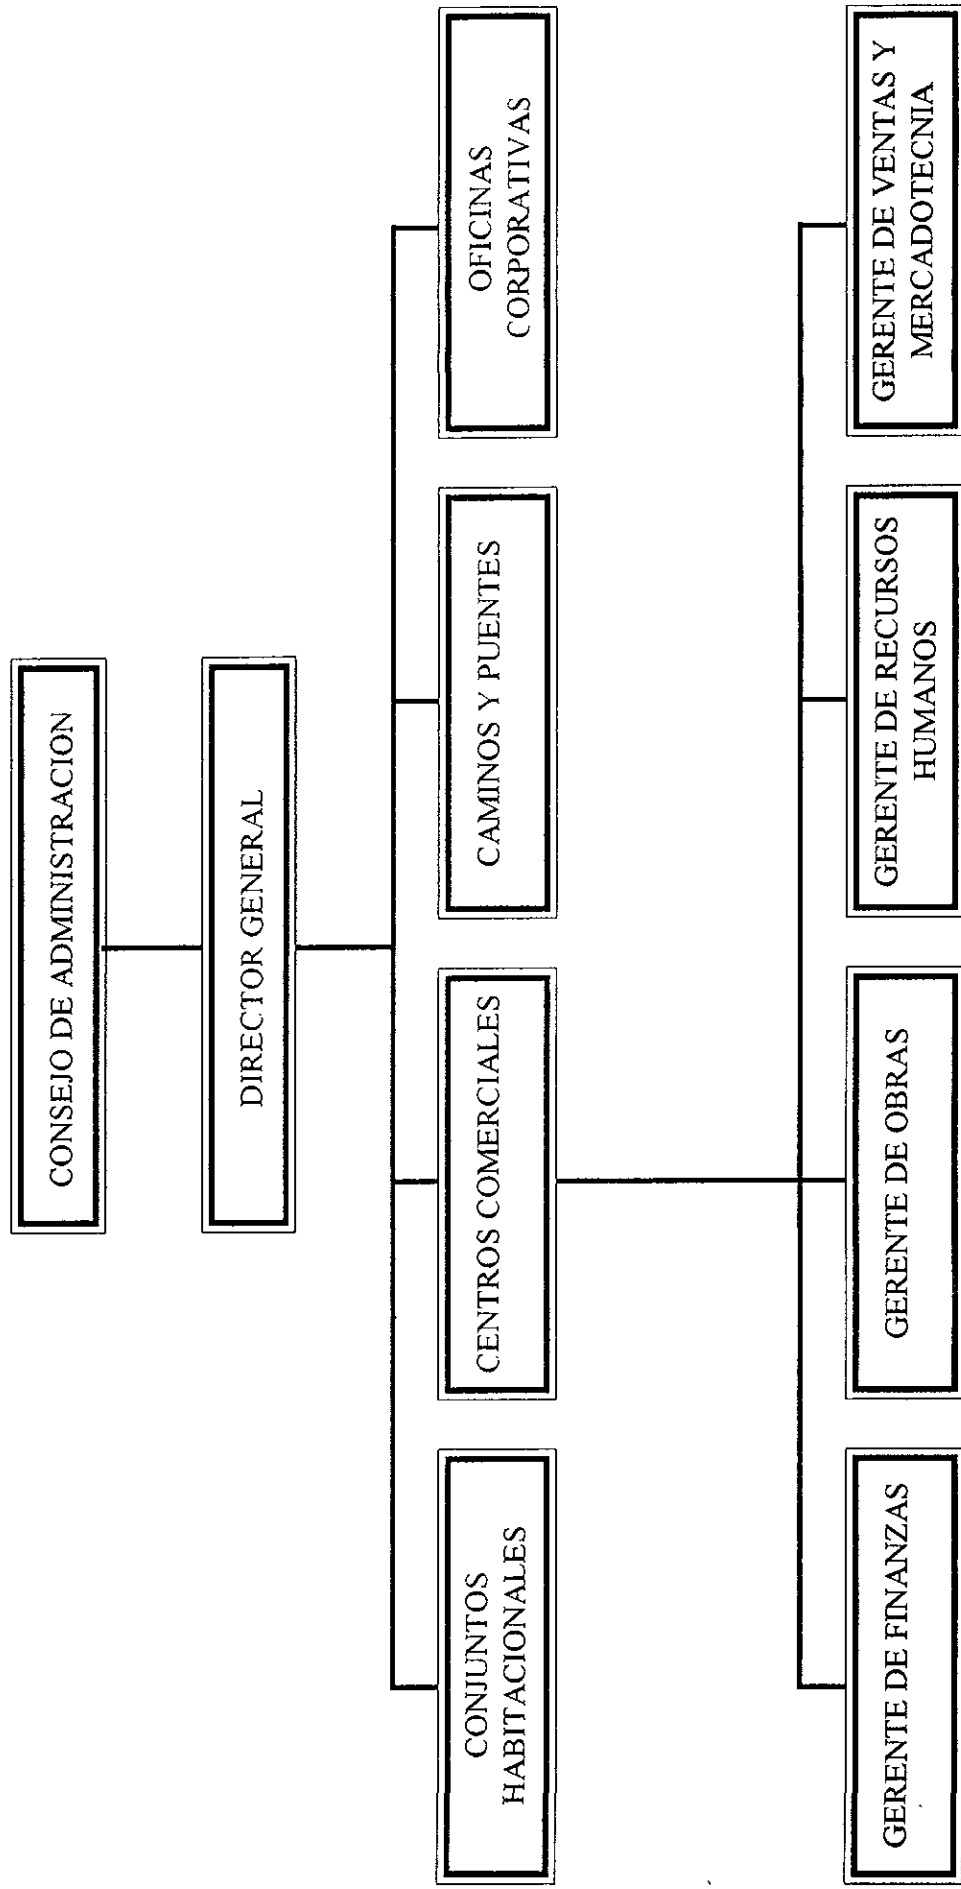 CONSEJO DE ADMINISTRACION
DIRECTOR GENERAL
CONJUNTOS
HABITACIONALES
CENTROS COMERCIALES
CAMINOS Y PUENTES
OFICINAS
CORPORATIVAS
GERENTE DE FINANZAS
GERENTE DE OBRAS
GERENTE DE RECURSOS
HUMANOS
GERENTE DE VENTAS Y
MERCADOTECNIA